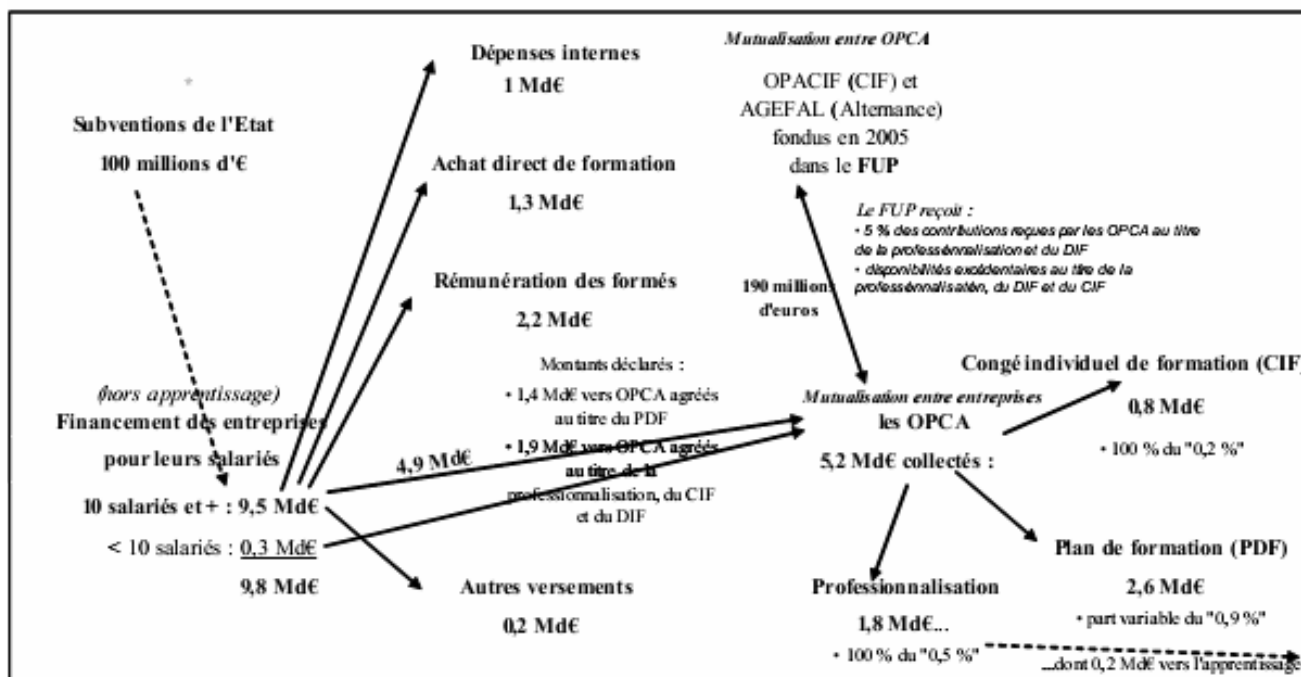 Mutualisation entre OPCA
Dépenses internes
1 Md€
OPACIF (CIF) et
AGEFAL (Alternance)
fondus en 2005
dans le FUP
*
Subventions de l'Etat
100 millions d'€
Achat direct de formation
1,3 Md€
Le FUP reçoit :
• 5 % des contributions reçues par les OPCA au titre
de la professénnalisation et du DIF
• disponibilités excédentaires au titre de la
professénnalisatén, du DIF et du CIF
190 millions
d'euros
Rémunération des formés
2,2 Md€
Montants déclarés :
• 1,4 Md€ vers OPCA agréés
au titre du PDF
• 1,9 Md€ vers OPCA agréés
au titre de la
professionnalisation, du CIF
et du DIF
Congé individuel de formation (CIF)
0,8 Md€
• 100 % du "0,2 %"
(hors apprentissage)
Financement des entreprises
pour leurs salariés
4,9 Md€
Mutualisation entre entreprises
les OPCA
5,2 Md€ collectés :
10 salariés et + : 9,5 Md€
< 10 salariés : 0,3 Md€
9,8 Md€
Autres versements
0,2 Md€
Professionnalisation
1,8 Md€...
• 100 % du "0,5 %"
Plan de formation (PDF)
2,6 Md€
• part variable du "0,9 %"
...dont 0,2 Md€ vers l'apprentissage